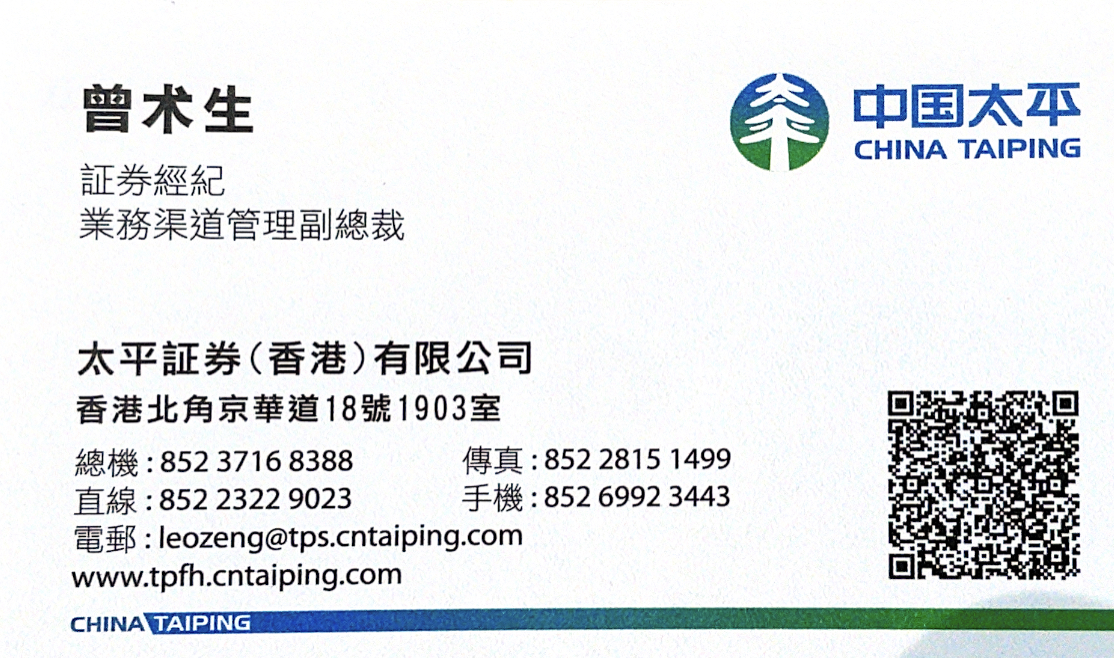 曾术生
証券經紀
業務渠道管理副總裁
中国太平
CHINA TAIPING
太平証券(香港)有限公司
香港北角京華道18號1903室
總機 : 852 3716 8388
傳真 : 852 2815 1499
直線 : 852 2322 9023
手機 : 852 6992 3443
電郵 : leozeng@tps.cntaiping.com
www.tpfh.cntaiping.com
CHINA TAIPING